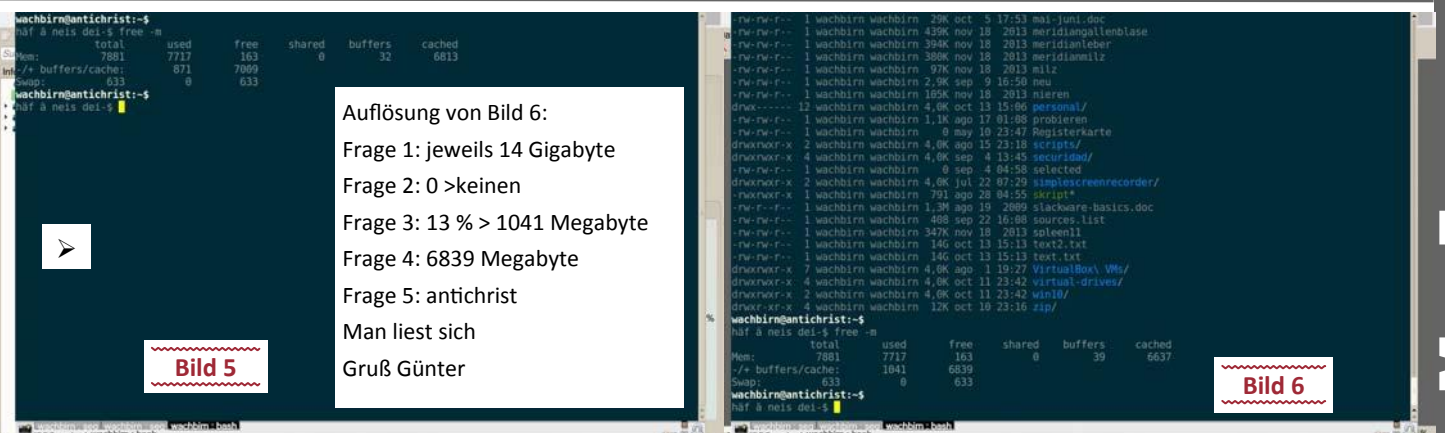 wachbirn@antichrist:~$
häf ä neis dei-$ free -m
total used free shared buffers cached
Mem: 7881 7717 163 0 32 6813
-/+ buffers/cache: 871 7009
Swap: 633 0 633
wachbirn@antichrist:~$
häf ä neis dei-$
Auflösung von Bild 6:
Frage 1: jeweils 14 Gigabyte
Frage 2: 0 >keinen
Frage 3: 13 % > 1041 Megabyte
Frage 4: 6839 Megabyte
Frage 5: antichrist
Man liest sich
Gruß Günter
Bild 5
-rw-rw-r-- 1 wachbirn wachbirn 29K oct 5 17:53 mai-juni.doc
-rw-rw-r-- 1 wachbirn wachbirn 439K nov 18 2013 meridiangallenblase
-rw-rw-r-- 1 wachbirn wachbirn 394K nov 18 2013 meridianleber
-rw-rw-r-- 1 wachbirn wachbirn 380K nov 18 2013 meridianmilz
-rw-rw-r-- 1 wachbirn wachbirn 97K nov 18 2013 milz
-rw-rw-r-- 1 wachbirn wachbirn 2,9K sep 9 16:50 neu
-rw-rw-r-- 1 wachbirn wachbirn 105K nov 18 2013 nieren
drwx------ 12 wachbirn wachbirn 4,0K oct 13 15:06 personal/
-rw-rw-r-- 1 wachbirn wachbirn 1,1K ago 17 01:08 probieren
-rw-rw-r-- 1 wachbirn wachbirn 0 may 10 23:47 Registerkarte
drwxrwxr-x 2 wachbirn wachbirn 4,0K ago 15 23:18 scripts/
drwxrwxr-x 4 wachbirn wachbirn 4,0K sep 4 13:45 securidad/
-rw-rw-r-- 1 wachbirn wachbirn 0 sep 4 04:58 selected
drwxrwxr-x 2 wachbirn wachbirn 4,0K jul 22 07:29 simplescreenrecorder/
-rwxrwxr-x 1 wachbirn wachbirn 791 ago 28 04:55 skript*
-rw-r--r-- 1 wachbirn wachbirn 1,3M ago 19 2009 slackware-basics.doc
-rw-rw-r-- 1 wachbirn wachbirn 408 sep 22 16:08 sources.list
-rw-rw-r-- 1 wachbirn wachbirn 347K nov 18 2013 spleen11
-rw-rw-r-- 1 wachbirn wachbirn 14G oct 13 15:13 text2.txt
-rw-rw-r-- 1 wachbirn wachbirn 14G oct 13 15:13 text.txt
drwxrwxr-x 7 wachbirn wachbirn 4,0K ago 1 19:27 VirtualBox\ VMs/
drwxrwxr-x 4 wachbirn wachbirn 4,0K oct 11 23:42 virtual-drives/
drwxrwxr-x 2 wachbirn wachbirn 4,0K oct 11 23:42 win10/
drwxr-xr-x 4 wachbirn wachbirn 12K oct 10 23:16 zip/
wachbirn@antichrist:~$
häf ä neis dei-$ free -m
total used free shared buffers cached
Mem: 7881 7717 163 0 39 6637
-/+ buffers/cache: 1041 6839
Swap: 633 0 633
wachbirn@antichrist:~$
häf ä neis dei-$
Bild 6